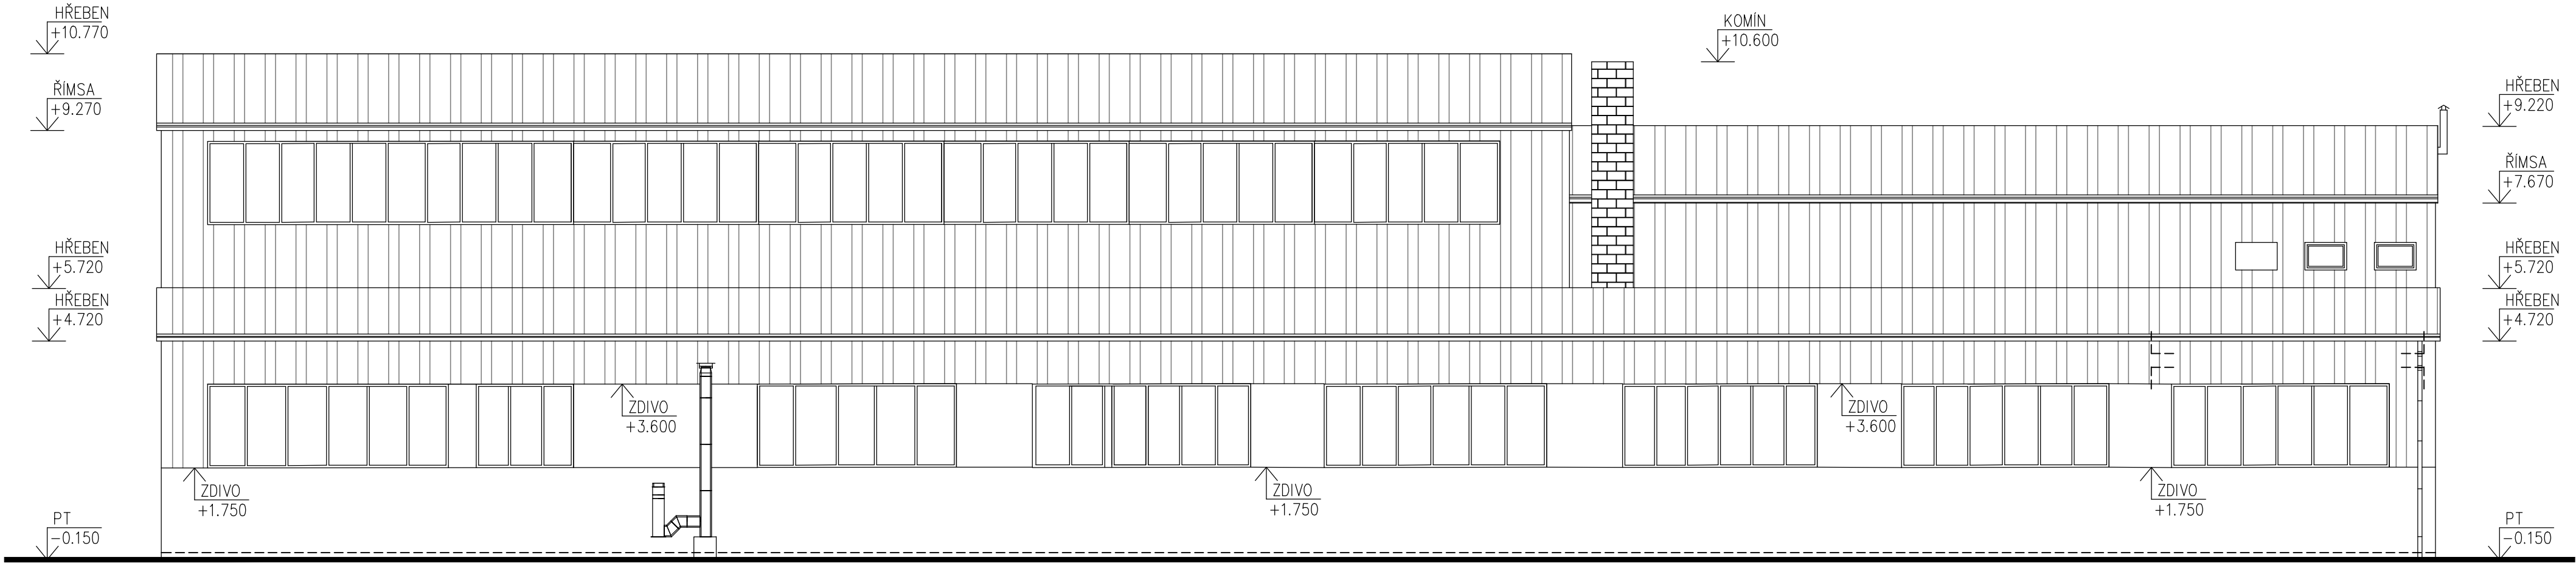 HŘEBEN
+10.770
KOMÍN
+10.600
ŘÍMSA
+9.270
HŘEBEN
+9.220
ŘÍMSA
+7.670
HŘEBEN
+5.720
HŘEBEN
+5.720
HŘEBEN
+4.720
HŘEBEN
+4.720
ZDIVO
+3.600
ZDIVO
+3.600
ZDIVO
+1.750
ZDIVO
+1.750
ZDIVO
+1.750
PT
-0.150
PT
-0.150